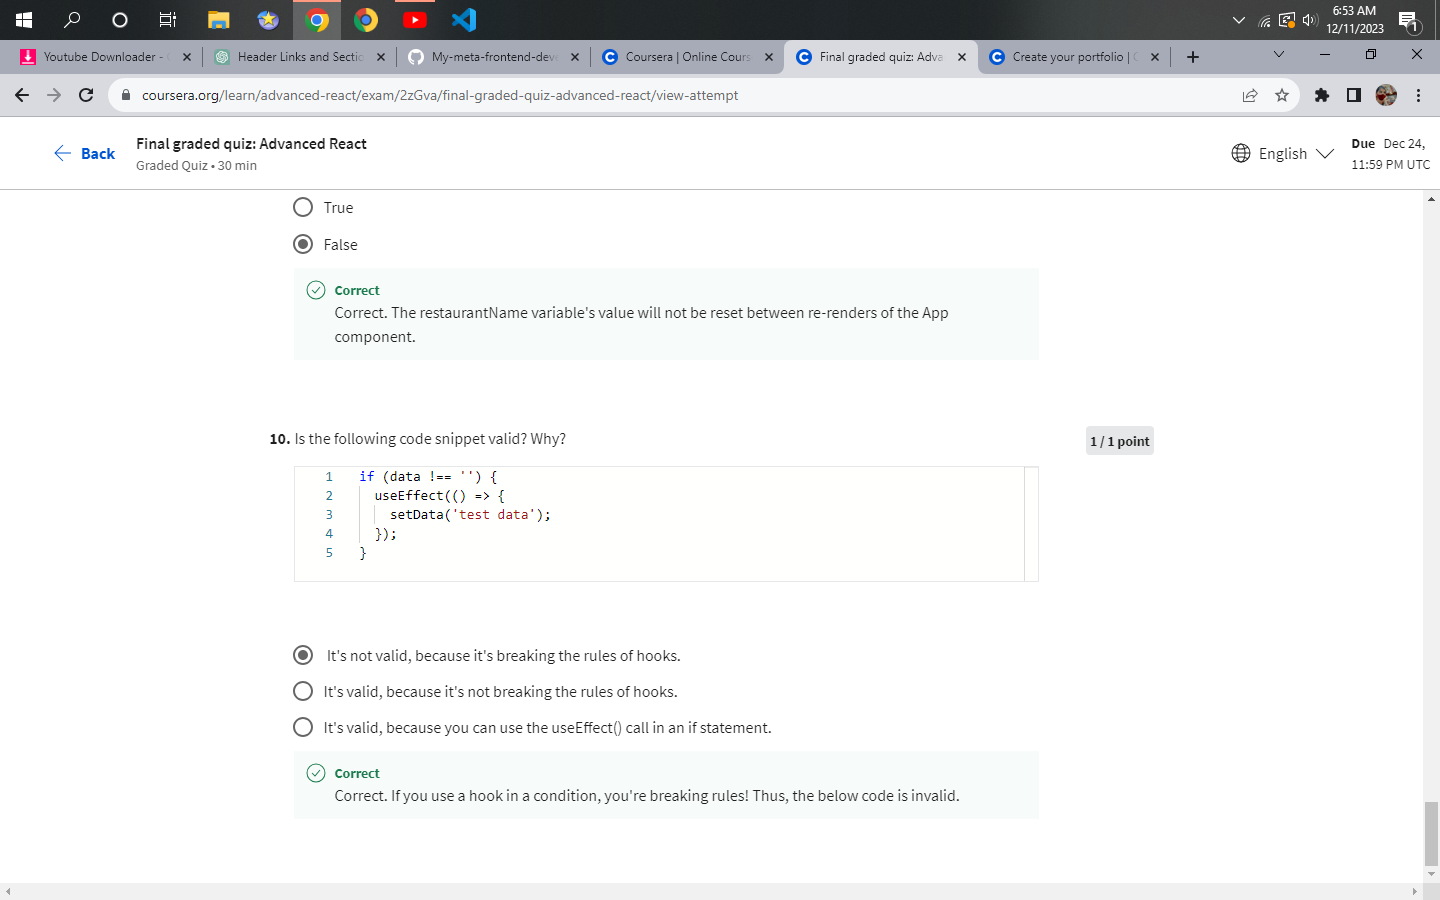 6:53 AM
12/11/2023
1
Youtube Downloader -
Header Links and Sectio
My-meta-frontend-deve
Coursera | Online Cours
Final graded quiz: Adva
Create your portfolio |
coursera.org/learn/advanced-react/exam/2zGva/final-graded-quiz-advanced-react/view-attempt
Back
Final graded quiz: Advanced React
Graded Quiz • 30 min
English
Due Dec 24,
11:59 PM UTC
True
False
Correct
Correct. The restaurantName variable's value will not be reset between re-renders of the App
component.
10. Is the following code snippet valid? Why?
1 / 1 point
1 if (data !== '') {
2 useEffect(() => {
3 setData('test data');
4 });
5 }
It's not valid, because it's breaking the rules of hooks.
It's valid, because it's not breaking the rules of hooks.
It's valid, because you can use the useEffect() call in an if statement.
Correct
Correct. If you use a hook in a condition, you're breaking rules! Thus, the below code is invalid.